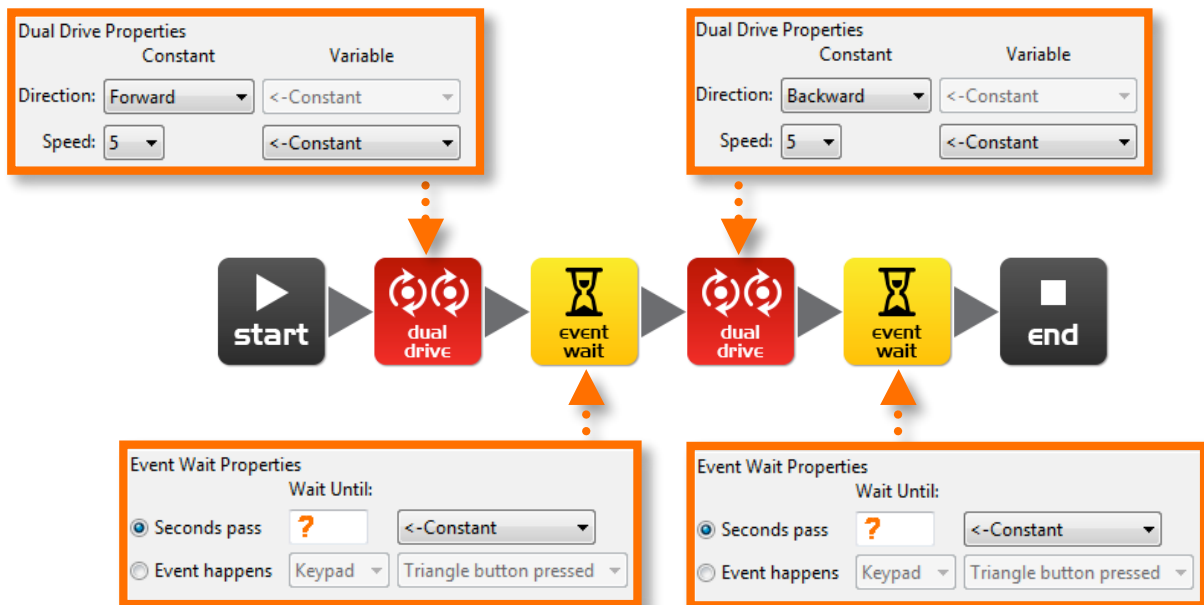 Dual Drive Properties
Constant Variable
Direction: Forward <-Constant
Speed: 5 <-Constant
Dual Drive Properties
Constant Variable
Direction: Backward <-Constant
Speed: 5 <-Constant
start
dual
drive
event
wait
dual
drive
event
wait
end
Event Wait Properties
Wait Until:
Seconds pass ? <-Constant
Event happens Keypad Triangle button pressed
Event Wait Properties
Wait Until:
Seconds pass ? <-Constant
Event happens Keypad Triangle button pressed